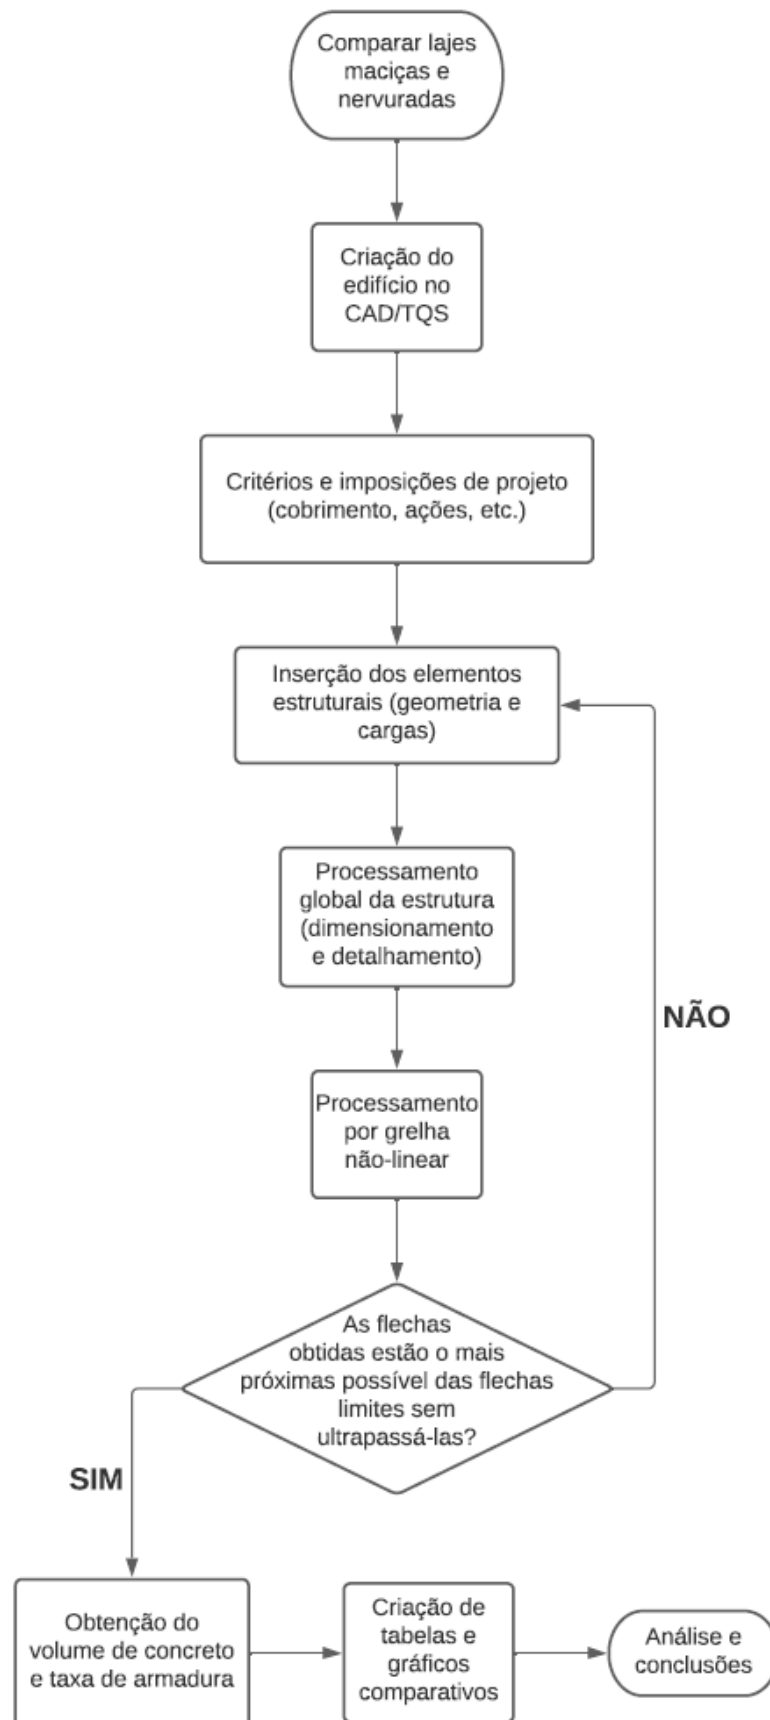 Comparar lajes
maciças e
nervuradas
Criação do
edifício no
CAD/TQS
Critérios e imposições de projeto
(cobrimento, ações, etc.)
Inserção dos elementos
estruturais (geometria e
cargas)
Processamento
global da estrutura
(dimensionamento
e detalhamento)
NÃO
Processamento
por grelha
não-linear
As flechas
obtidas estão o mais
próximas possível das flechas
limites sem
ultrapassá-las?
SIM
Obtenção do
volume de concreto
e taxa de armadura
Criação de
tabelas e
gráficos
comparativos
Análise e
conclusões